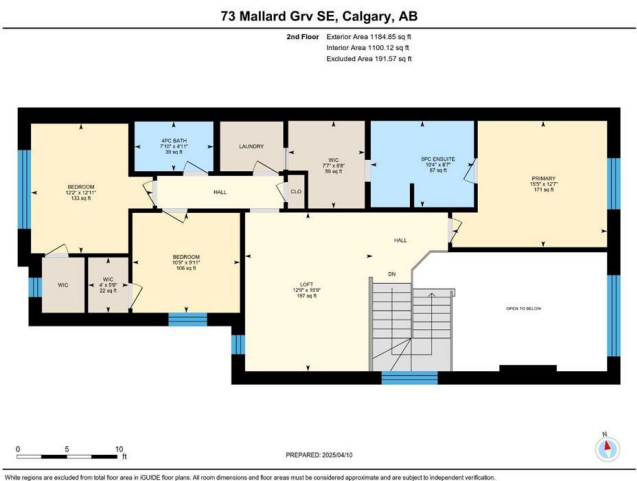 73 Mallard Grv SE, Calgary, AB
2nd Floor Exterior Area 1184.85 sq ft
Interior Area 1100.12 sq ft
Excluded Area 191.57 sq ft
4PC BATH
7'10" x 4'11"
39 sq ft
LAUNDRY
WIC
7'7" x 8'8"
59 sq ft
5PC ENSUITE
10'4" x 8'7"
87 sq ft
PRIMARY
15'5" x 12'7"
171 sq ft
BEDROOM
12'2" x 12'11"
133 sq ft
HALL
CLO
HALL
BEDROOM
10'9" x 9'11"
106 sq ft
DN
WIC
WIC
4' x 5'8"
22 sq ft
LOFT
12'9" x 15'9"
197 sq ft
OPEN TO BELOW
N
0 5 10
ft
PREPARED: 2025/04/10
White regions are excluded from total floor area in iGUIDE floor plans. All room dimensions and floor areas must be considered approximate and are subject to independent verification.